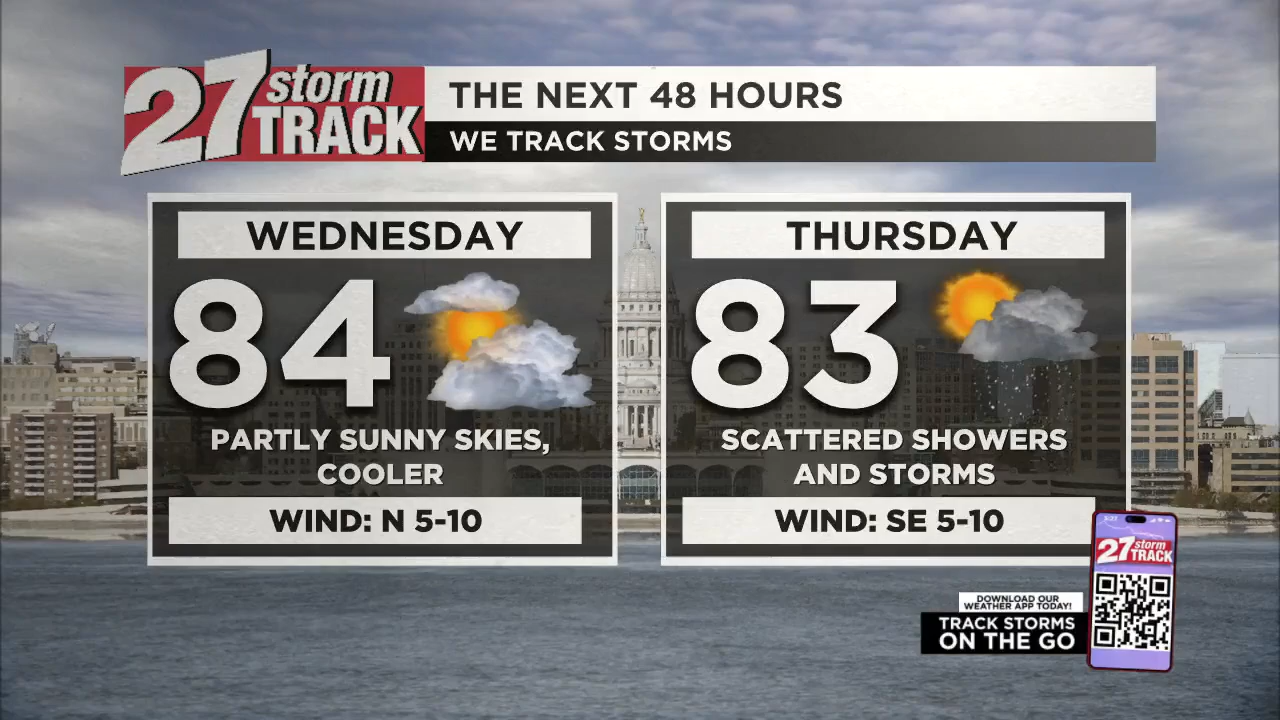 27 storm TRACK
THE NEXT 48 HOURS
WE TRACK STORMS
WEDNESDAY
84
PARTLY SUNNY SKIES,
COOLER
WIND: N 5-10
THURSDAY
83
SCATTERED SHOWERS
AND STORMS
WIND: SE 5-10
27 storm TRACK
DOWNLOAD OUR
WEATHER APP TODAY!
TRACK STORMS
ON THE GO